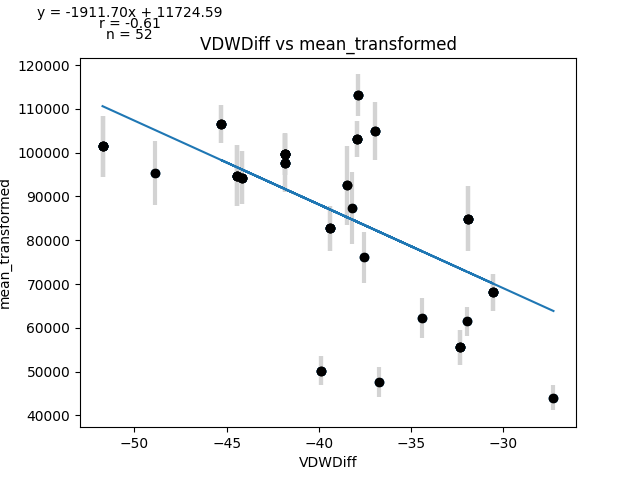 y = -1911.70x + 11724.59
r = -0.61
n = 52
VDWDiff vs mean_transformed
120000
110000
100000
90000
80000
70000
60000
50000
40000
mean_transformed
−50
−45
−40
−35
−30
VDWDiff